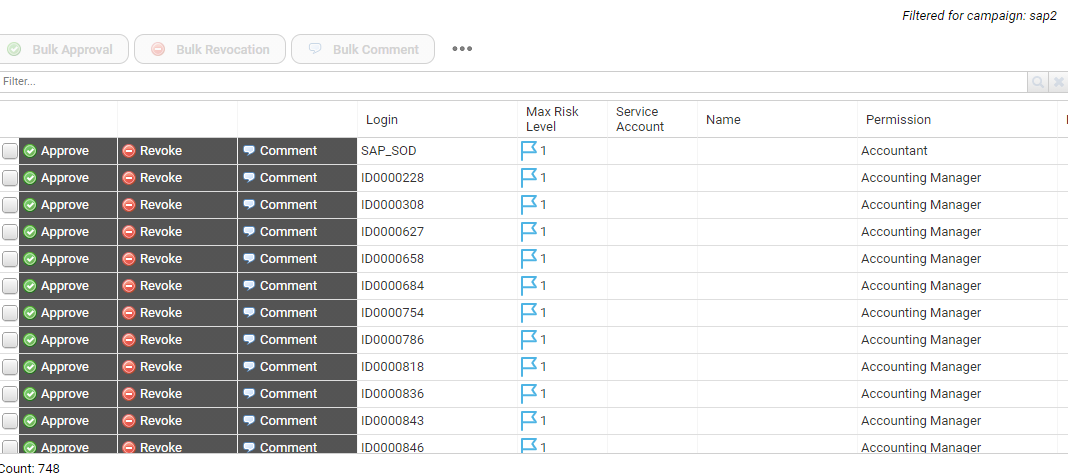 Filtered for campaign: sap2
Bulk Approval Bulk Revocation Bulk Comment •••
Filter...
Login Max Risk Level Service Account Name Permission
Approve Revoke Comment SAP_SOD 1 Accountant
Approve Revoke Comment ID0000228 1 Accounting Manager
Approve Revoke Comment ID0000308 1 Accounting Manager
Approve Revoke Comment ID0000627 1 Accounting Manager
Approve Revoke Comment ID0000658 1 Accounting Manager
Approve Revoke Comment ID0000684 1 Accounting Manager
Approve Revoke Comment ID0000754 1 Accounting Manager
Approve Revoke Comment ID0000786 1 Accounting Manager
Approve Revoke Comment ID0000818 1 Accounting Manager
Approve Revoke Comment ID0000836 1 Accounting Manager
Approve Revoke Comment ID0000843 1 Accounting Manager
Approve Revoke Comment ID0000846 1 Accounting Manager
Count: 748